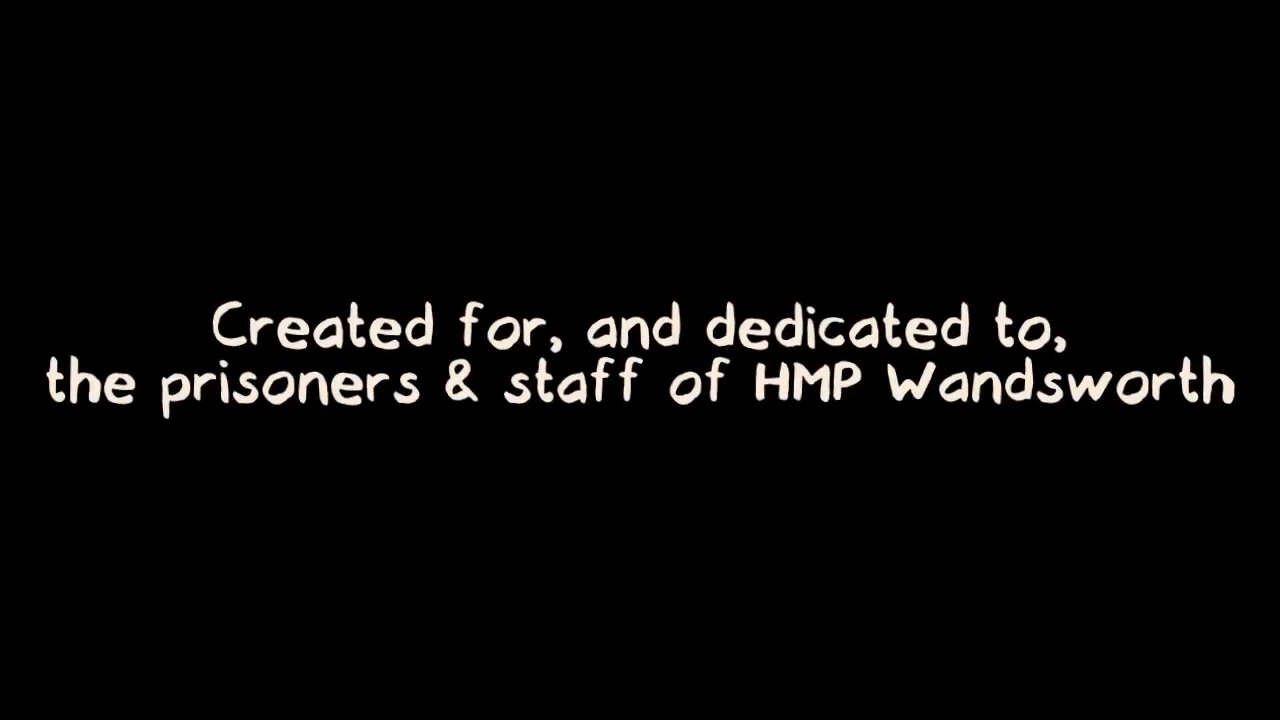 Created for, and dedicated to,
the prisoners & staff of HMP Wandsworth